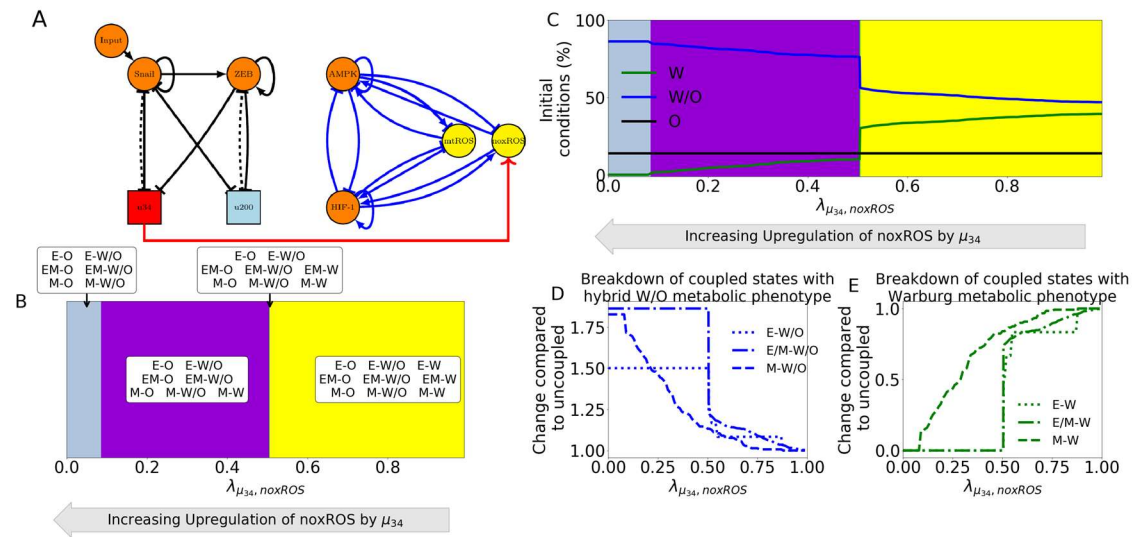 A
Input
Snail
ZEB
u34
u200
AMPK
mtROS
noxROS
HIF-1
B
E-O E-W/O
EM-O EM-W/O
M-O M-W/O
E-O E-W/O
EM-O EM-W/O EM-W
M-O M-W/O M-W
E-O E-W/O
EM-O EM-W/O
M-O M-W/O M-W
E-O E-W/O E-W
EM-O EM-W/O EM-W
M-O M-W/O M-W
0.0 0.2 0.4 0.6 0.8
λμ34, noxROS
Increasing Upregulation of noxROS by μ34
C
Initial
conditions (%)
100
50
0
W
W/O
O
0.0 0.2 0.4 0.6 0.8
λμ34, noxROS
Increasing Upregulation of noxROS by μ34
Breakdown of coupled states with
hybrid W/O metabolic phenotype
D
Change compared
to uncoupled
1.75
1.50
1.25
1.00
E-W/O
E/M-W/O
M-W/O
0.00 0.25 0.50 0.75 1.00
λμ34, noxROS
Breakdown of coupled states with
Warburg metabolic phenotype
E
Change compared
to uncoupled
1.0
0.5
0.0
E-W
E/M-W
M-W
0.00 0.25 0.50 0.75 1.00
λμ34, noxROS